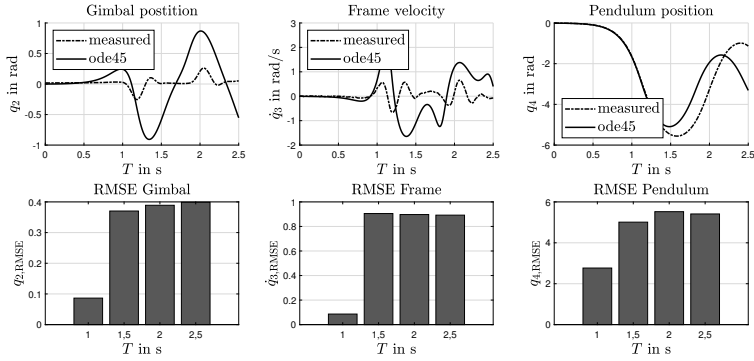 Gimbal postition
q2 in rad
1
0.5
0
-0.5
-1
measured
ode45
0
0.5
1
1.5
2
2.5
T in s
Frame velocity
q̇3 in rad/s
3
2
1
0
-1
-2
measured
ode45
0
0.5
1
1.5
2
2.5
T in s
Pendulum position
q4 in rad
0
-2
-4
-6
measured
ode45
0
0.5
1
1.5
2
2.5
T in s
RMSE Gimbal
q2,RMSE
0.4
0.3
0.2
0.1
0
1
1,5
2
2,5
T in s
RMSE Frame
q̇3,RMSE
1
0.8
0.6
0.4
0.2
0
1
1,5
2
2,5
T in s
RMSE Pendulum
q4,RMSE
6
4
2
0
1
1,5
2
2,5
T in s